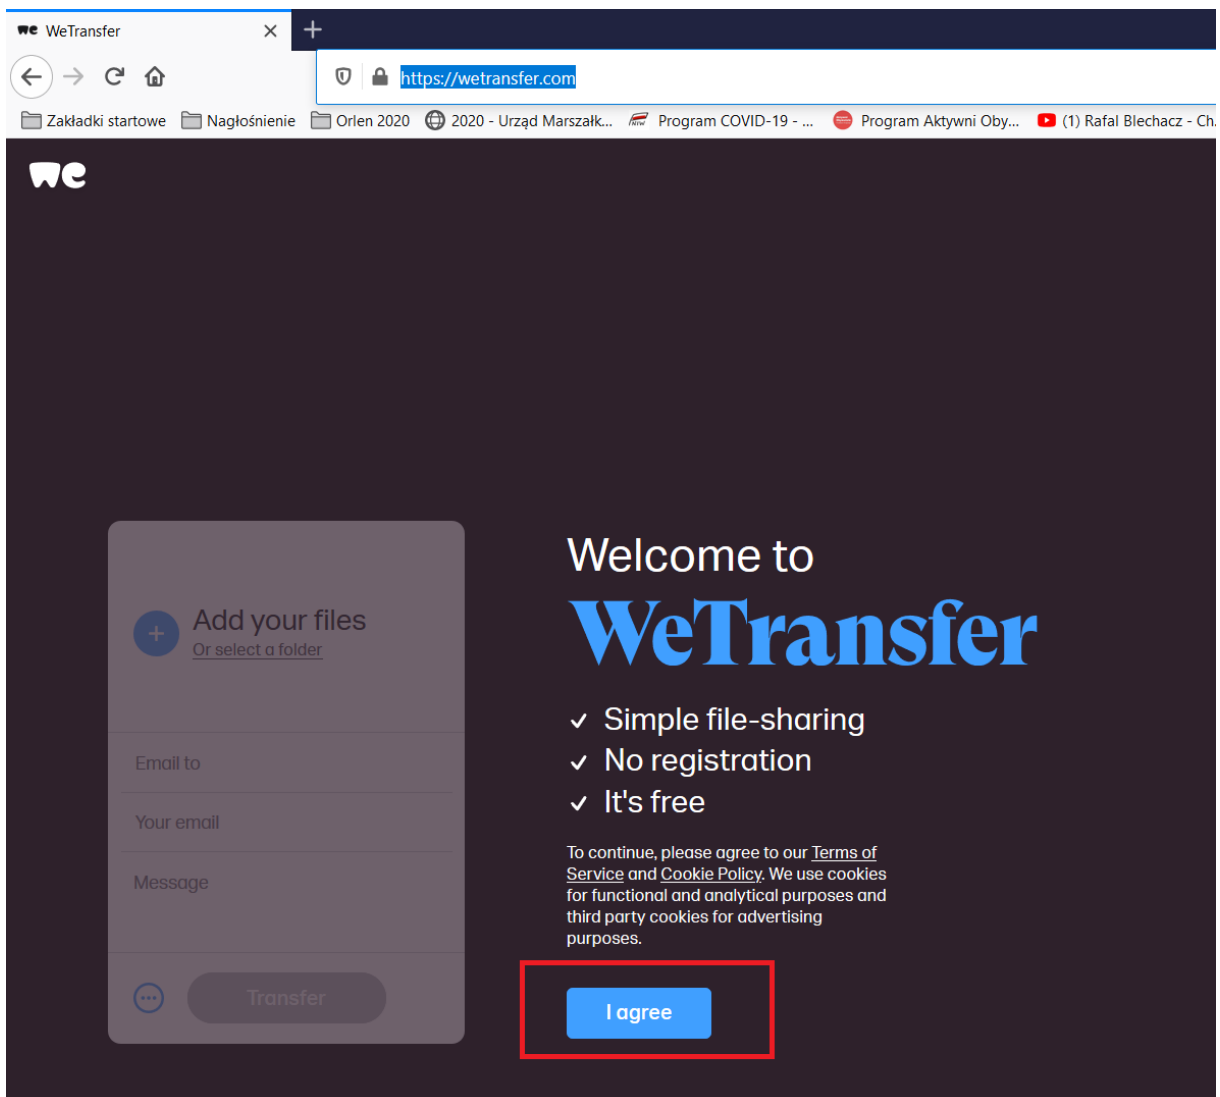 we WeTransfer
https://wetransfer.com
Zakładki startowe Nagłośnienie Orlen 2020 2020 - Urząd Marszałk... Program COVID-19 - ... Program Aktywni Oby... (1) Rafal Blechacz - Ch.
we
Welcome to
WeTransfer
Add your files
Or select a folder
Email to
Your email
Message
Transfer
Simple file-sharing
No registration
It's free
To continue, please agree to our Terms of
Service and Cookie Policy. We use cookies
for functional and analytical purposes and
third party cookies for advertising
purposes.
I agree